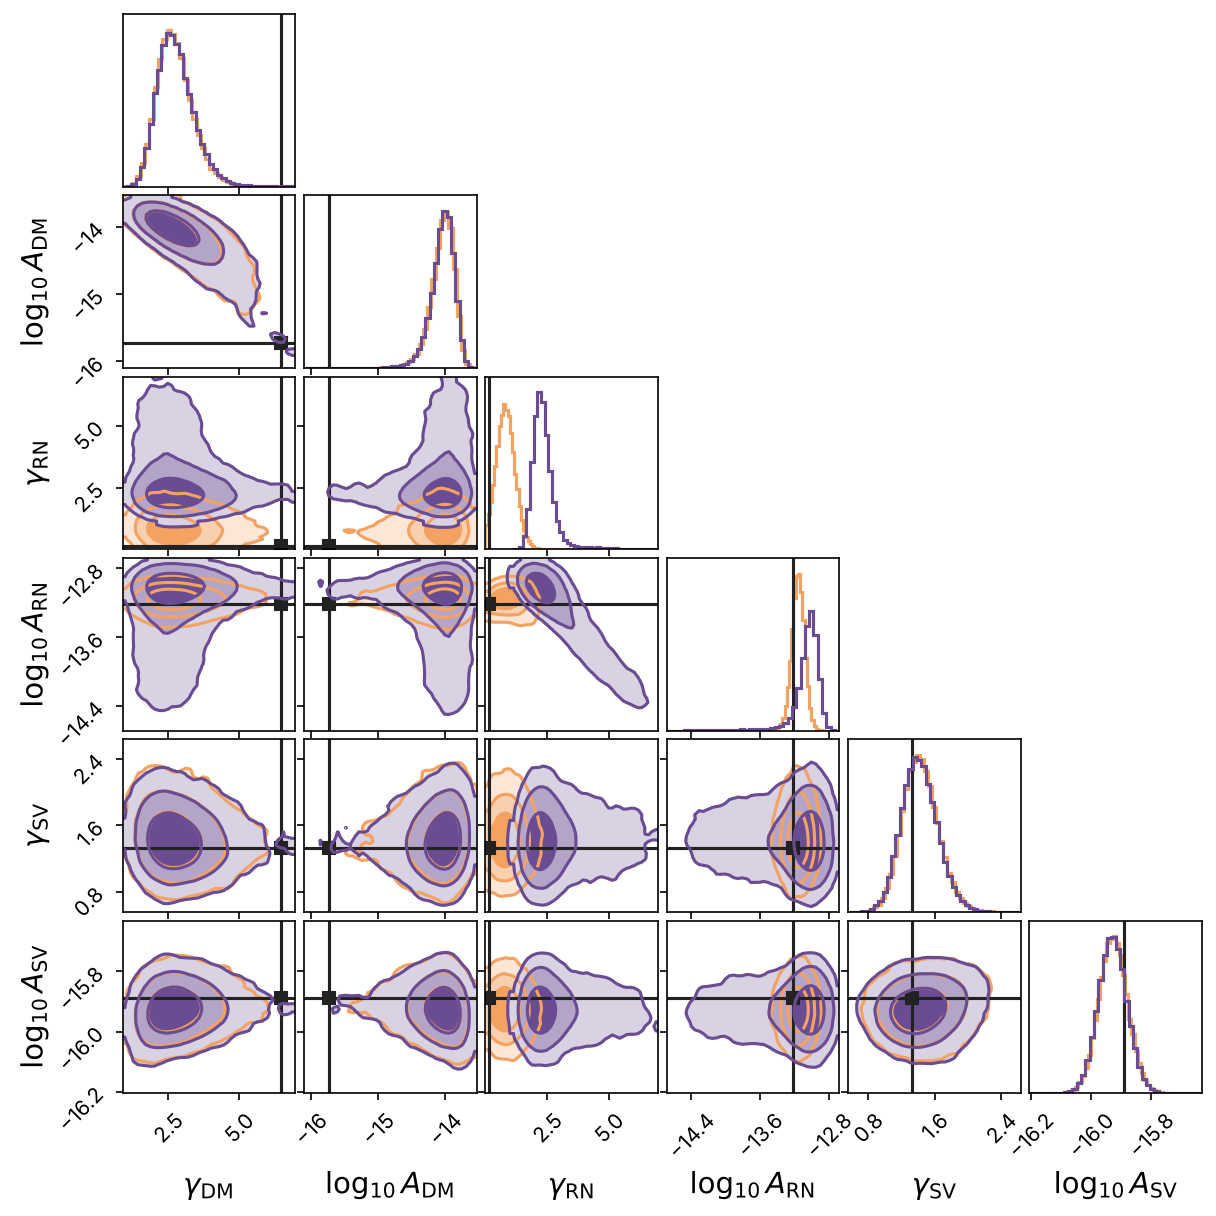 log₁₀ A_DM
−14
−15
−16
γ_RN
5.0
2.5
log₁₀ A_RN
−12.8
−13.6
−14.4
γ_SV
2.4
1.6
0.8
log₁₀ A_SV
−15.8
−16.0
−16.2
2.5 5.0 −16 −15 −14 2.5 5.0 −14.4 −13.6 −12.8 0.8 1.6 2.4 −16.2 −16.0 −15.8
γ_DM log₁₀ A_DM γ_RN log₁₀ A_RN γ_SV log₁₀ A_SV